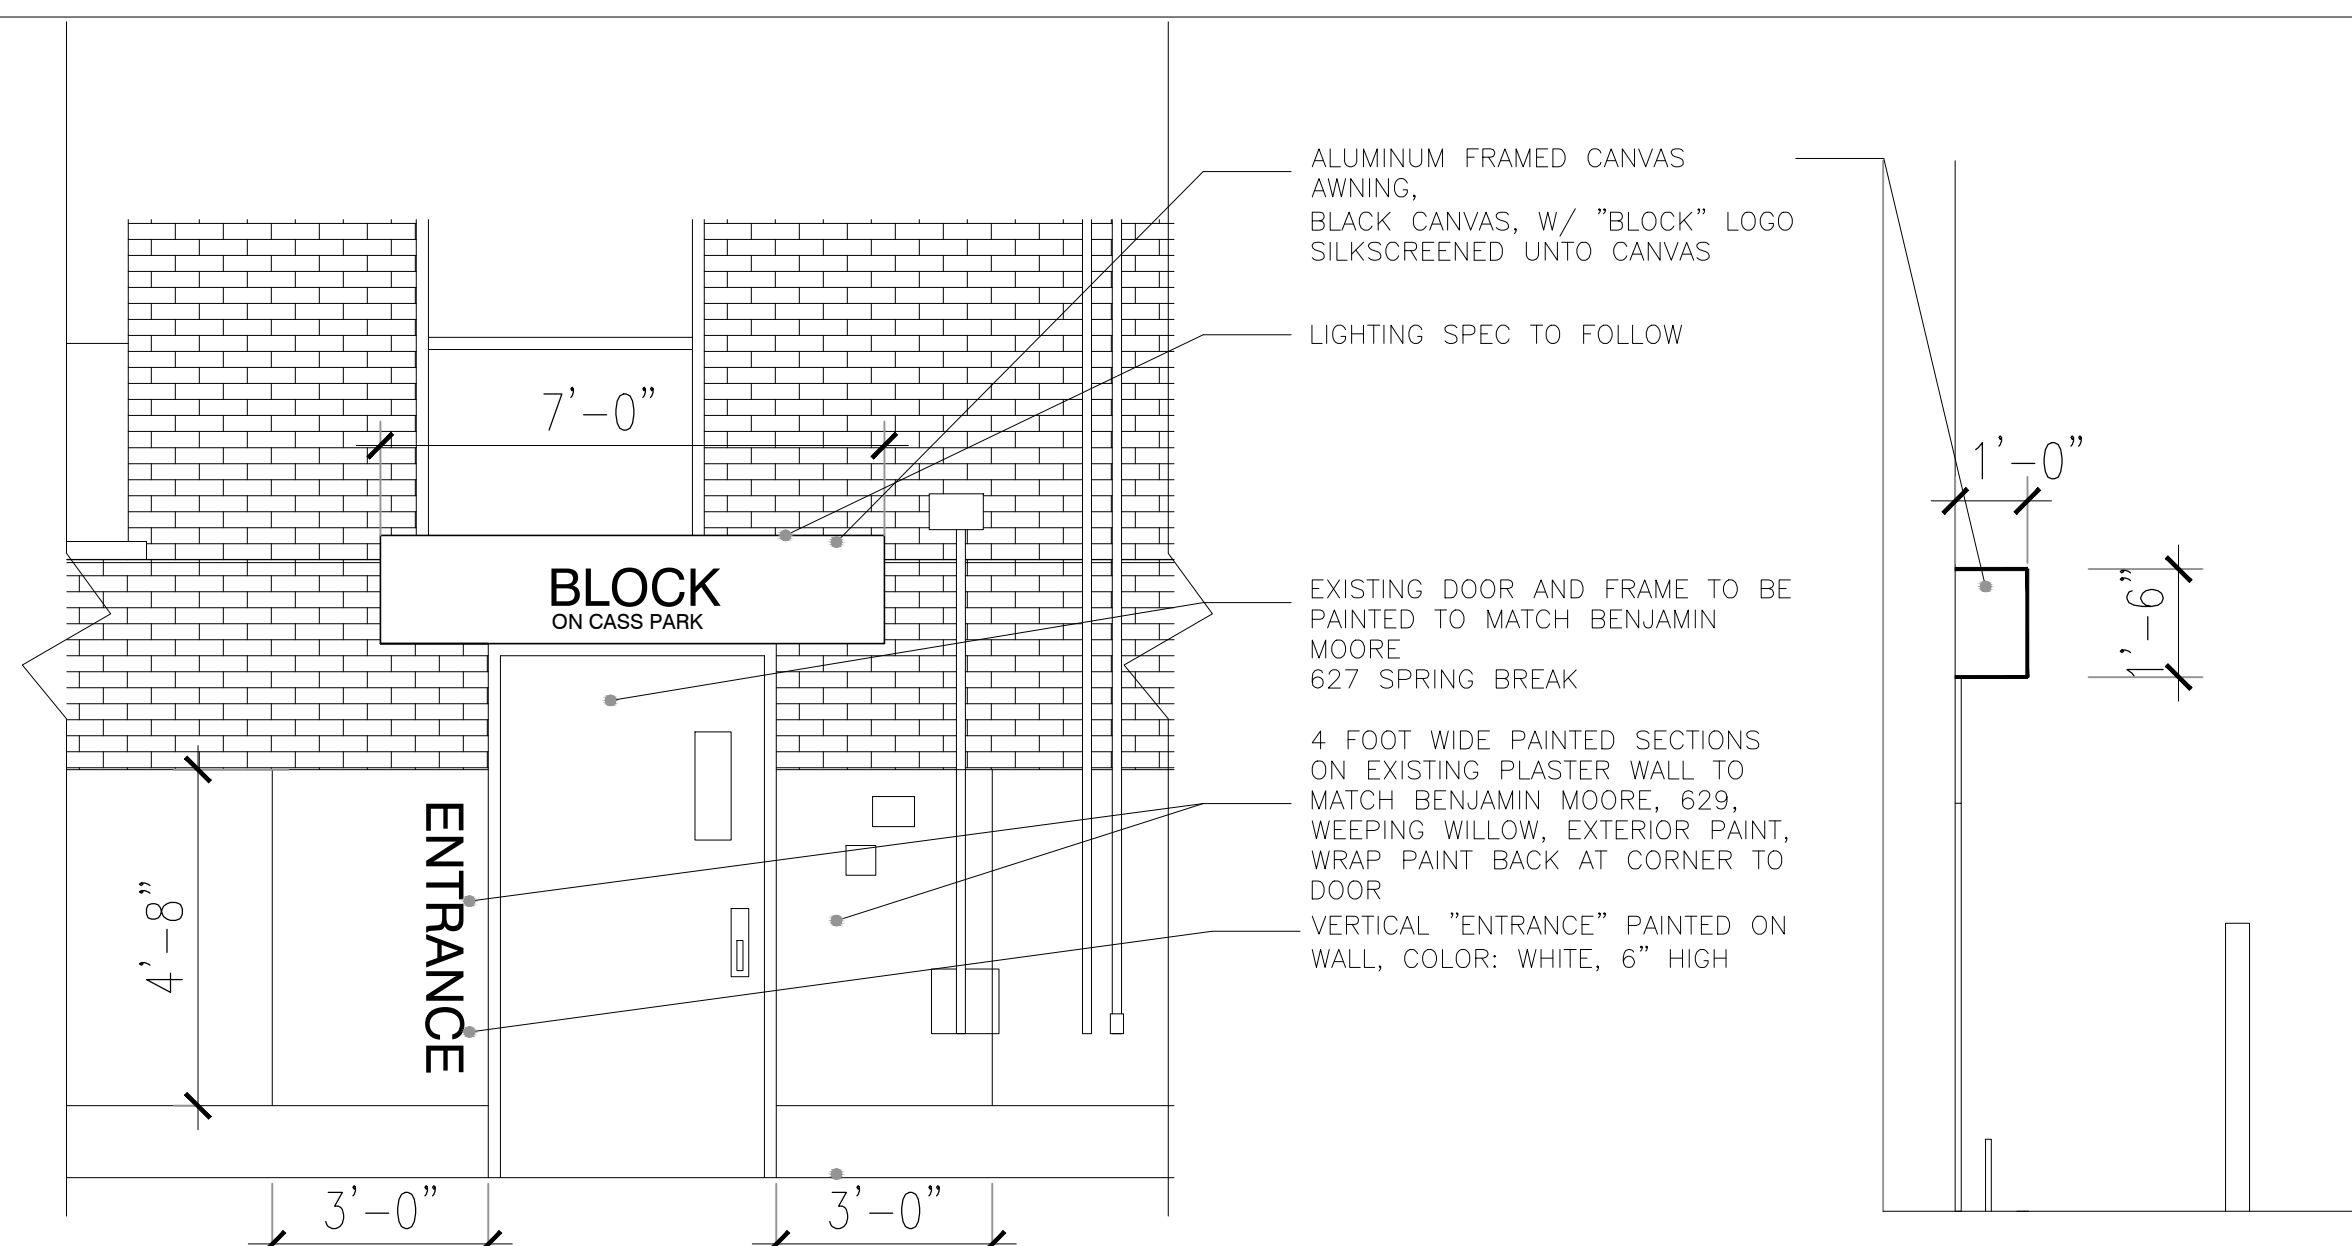 ALUMINUM FRAMED CANVAS
AWNING,
BLACK CANVAS, W/ "BLOCK" LOGO
SILKSCREENED UNTO CANVAS
LIGHTING SPEC TO FOLLOW
7'-0"
1'-0"
BLOCK
ON CASS PARK
1'-6"
EXISTING DOOR AND FRAME TO BE
PAINTED TO MATCH BENJAMIN
MOORE
627 SPRING BREAK
4 FOOT WIDE PAINTED SECTIONS
ON EXISTING PLASTER WALL TO
MATCH BENJAMIN MOORE, 629,
WEEPING WILLOW, EXTERIOR PAINT,
WRAP PAINT BACK AT CORNER TO
DOOR
VERTICAL "ENTRANCE" PAINTED ON
WALL, COLOR: WHITE, 6" HIGH
ENTRANCE
4'-8"
3'-0"
3'-0"